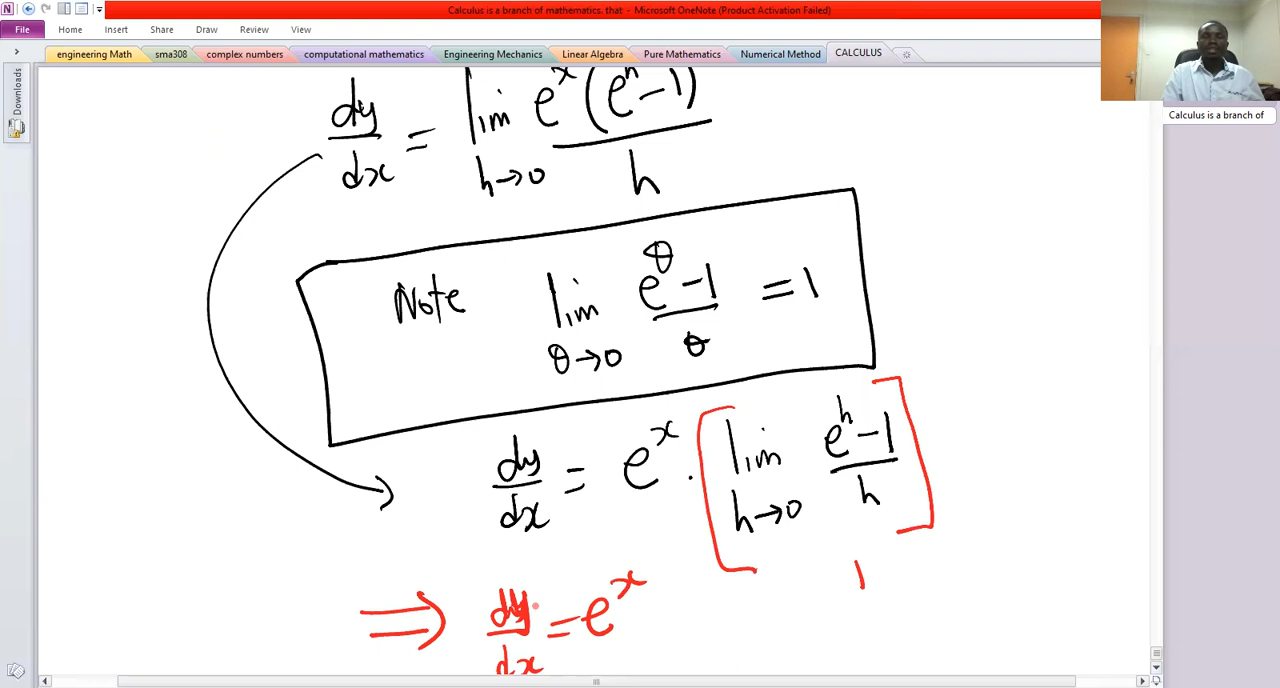 Calculus is a branch of mathematics. that - Microsoft OneNote (Product Activation Failed)
File Home Insert Share Draw Review View
engineering Math sma308 complex numbers computational mathematics Engineering Mechanics Linear Algebra Pure Mathematics Numerical Method CALCULUS
Downloads
Calculus is a branch of
dy/dx = lim h→0 e^x (e^h - 1) / h
Note lim θ→0 (e^θ - 1) / θ = 1
dy/dx = e^x . [ lim h→0 (e^h - 1) / h ]
1
⇒ dy/dx = e^x